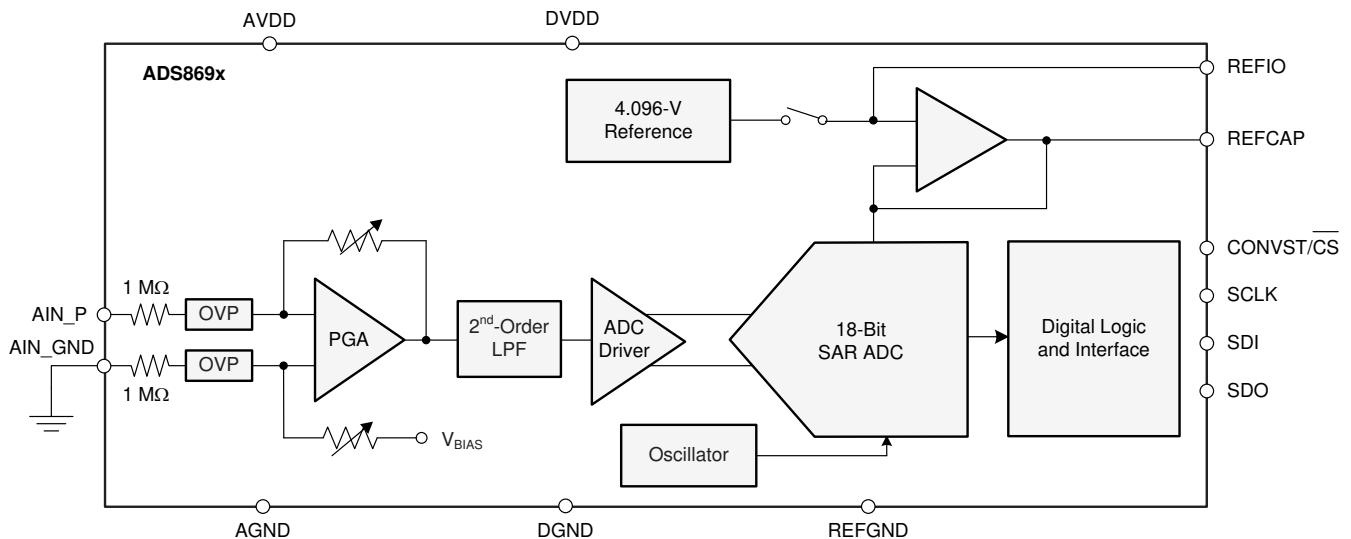 AVDD
DVDD
ADS869x
REFIO
4.096-V
Reference
REFCAP
CONVST/C̅S̅
1 MΩ
OVP
AIN_P
SCLK
2nd-Order
LPF
ADC
Driver
PGA
18-Bit
SAR ADC
Digital Logic
and Interface
SDI
AIN_GND
OVP
1 MΩ
SDO
VBIAS
Oscillator
AGND
DGND
REFGND